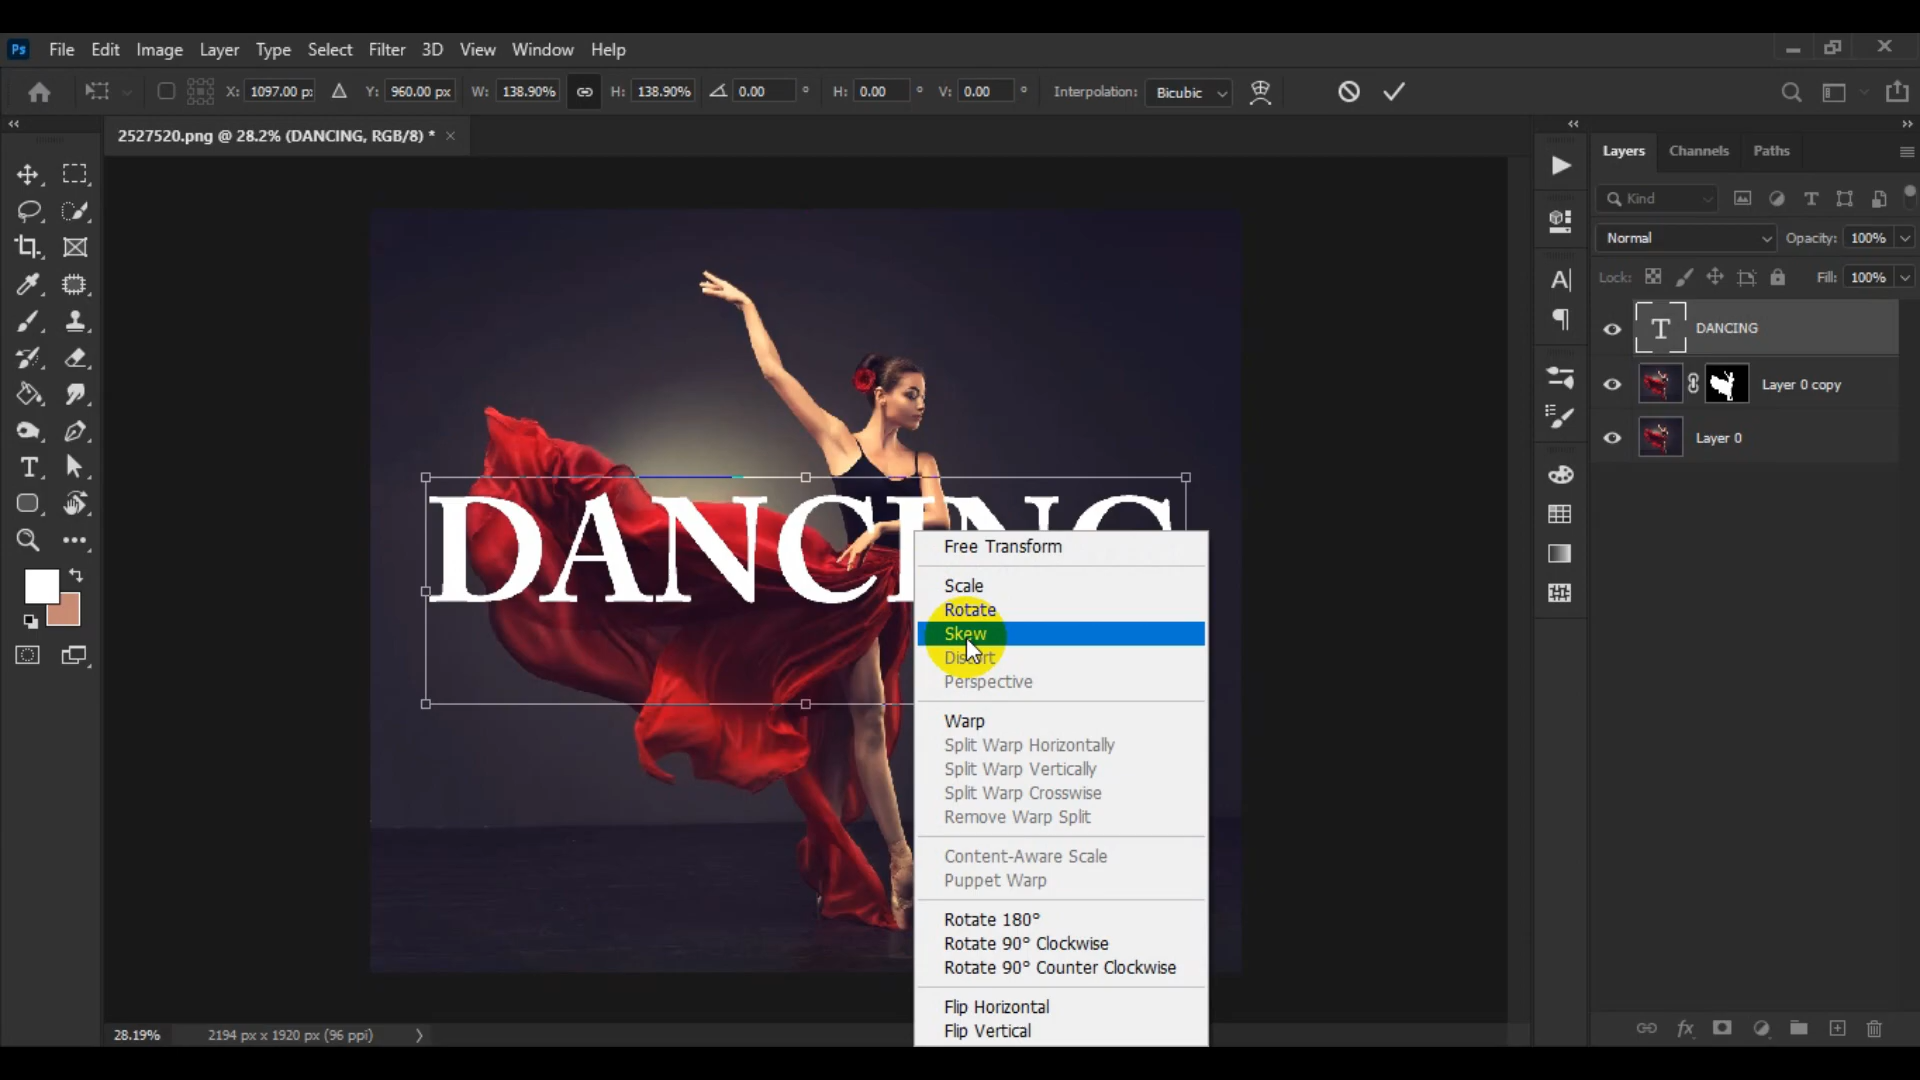 Ps File Edit Image Layer Type Select Filter 3D View Window Help
X: 1097.00 p Y: 960.00 px W: 138.90% H: 138.90% 0.00 ° H: 0.00 ° V: 0.00 ° Interpolation: Bicubic
2527520.png @ 28.2% (DANCING, RGB/8) * ×
Layers Channels Paths
Kind
Normal Opacity: 100%
Lock: Fill: 100%
DANCING
Layer 0 copy
Layer 0
DANCING
Free Transform
Scale
Rotate
Skew
Distort
Perspective
Warp
Split Warp Horizontally
Split Warp Vertically
Split Warp Crosswise
Remove Warp Split
Content-Aware Scale
Puppet Warp
Rotate 180°
Rotate 90° Clockwise
Rotate 90° Counter Clockwise
Flip Horizontal
Flip Vertical
28.19% 2194 px x 1920 px (96 ppi)